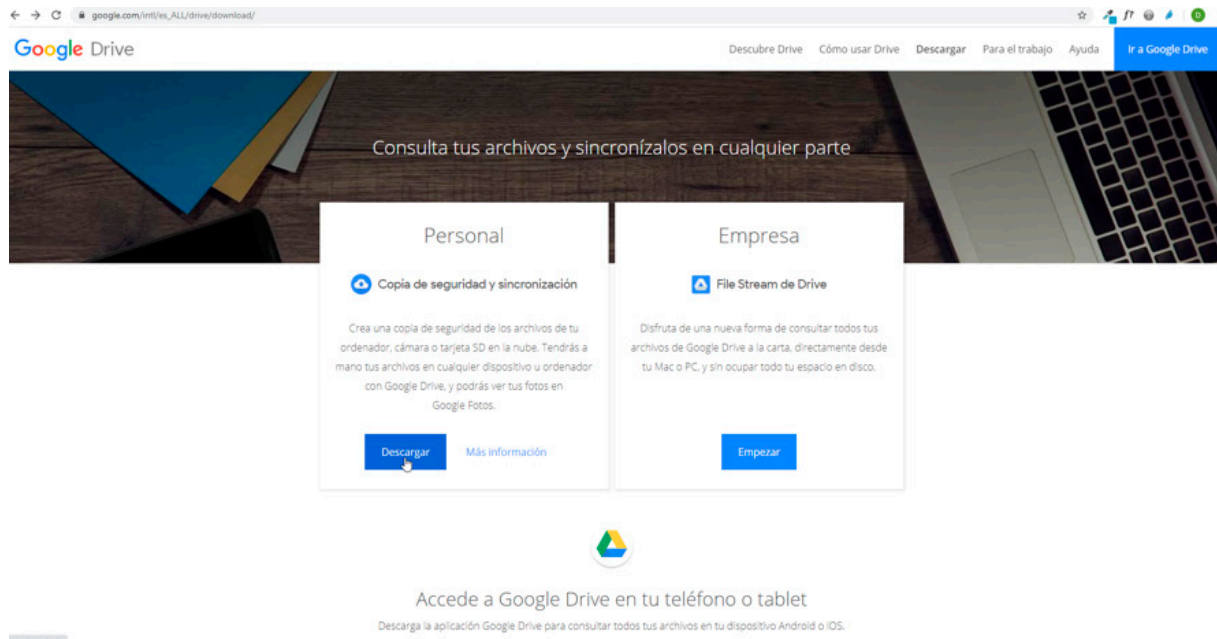 google.com/intl/es_ALL/drive/download/
Google Drive
Descubre Drive Cómo usar Drive Descargar Para el trabajo Ayuda Ir a Google Drive
Consulta tus archivos y sincronízalos en cualquier parte
Personal
Copia de seguridad y sincronización
Crea una copia de seguridad de los archivos de tu
ordenador, cámara o tarjeta SD en la nube. Tendrás a
mano tus archivos en cualquier dispositivo u ordenador
con Google Drive, y podrás ver tus fotos en
Google Fotos.
Descargar Más información
Empresa
File Stream de Drive
Disfruta de una nueva forma de consultar todos tus
archivos de Google Drive a la carta, directamente desde
tu Mac o PC, y sin ocupar todo tu espacio en disco.
Empezar
Accede a Google Drive en tu teléfono o tablet
Descarga la aplicación Google Drive para consultar todos tus archivos en tu dispositivo Android o iOS.